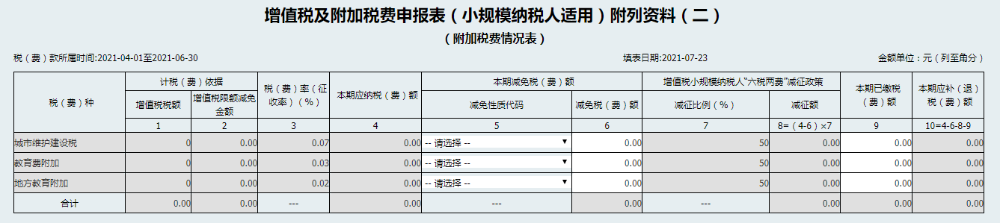 增值税及附加税费申报表（小规模纳税人适用）附列资料（二）
（附加税费情况表）
税（费）款所属时间:2021-04-01至2021-06-30 填表日期:2021-07-23 金额单位：元（列至角分）
税（费）种 计税（费）依据 税（费）率（征收率）（%） 本期应纳税（费）额 本期减免税（费）额 增值税小规模纳税人“六税两费”减征政策 本期已缴税（费）额 本期应补（退）税（费）额
增值税税额 增值税限额减免金额 减免性质代码 减免税（费）额 减征比例（%） 减征额
1 2 3 4 5 6 7 8=（4-6）×7 9 10=4-6-8-9
城市维护建设税 0 0.00 0.07 0.00 -- 请选择 -- 0.00 50 0.00 0.00 0.00
教育费附加 0 0.00 0.03 0.00 -- 请选择 -- 0.00 50 0.00 0.00 0.00
地方教育附加 0 0.00 0.02 0.00 -- 请选择 -- 0.00 50 0.00 0.00 0.00
合计 0.00 0.00 --- 0.00 --- 0.00 --- 0.00 0.00 0.00